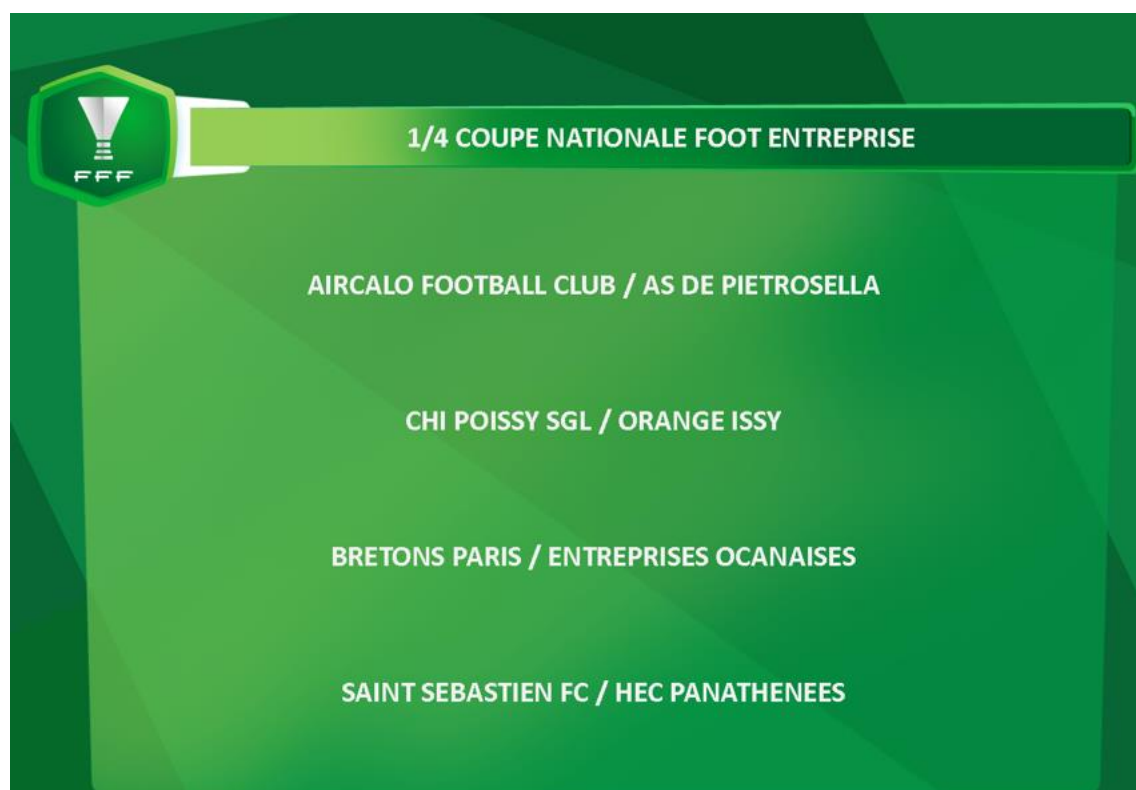 FFF
1/4 COUPE NATIONALE FOOT ENTREPRISE
AIRCALO FOOTBALL CLUB / AS DE PIETROSELLA
CHI POISSY SGL / ORANGE ISSY
BRETONS PARIS / ENTREPRISES OCANAISES
SAINT SEBASTIEN FC / HEC PANATHENEES